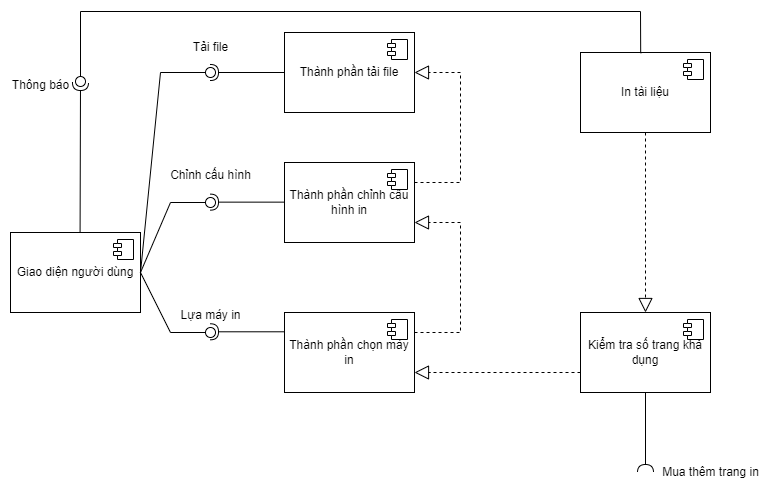 Tải file
Thông báo
Thành phần tải file
In tài liệu
Chỉnh cấu hình
Thành phần chỉnh cấu
hình in
Giao diện người dùng
Lựa máy in
Thành phần chọn máy
in
Kiểm tra số trang khả
dụng
Mua thêm trang in